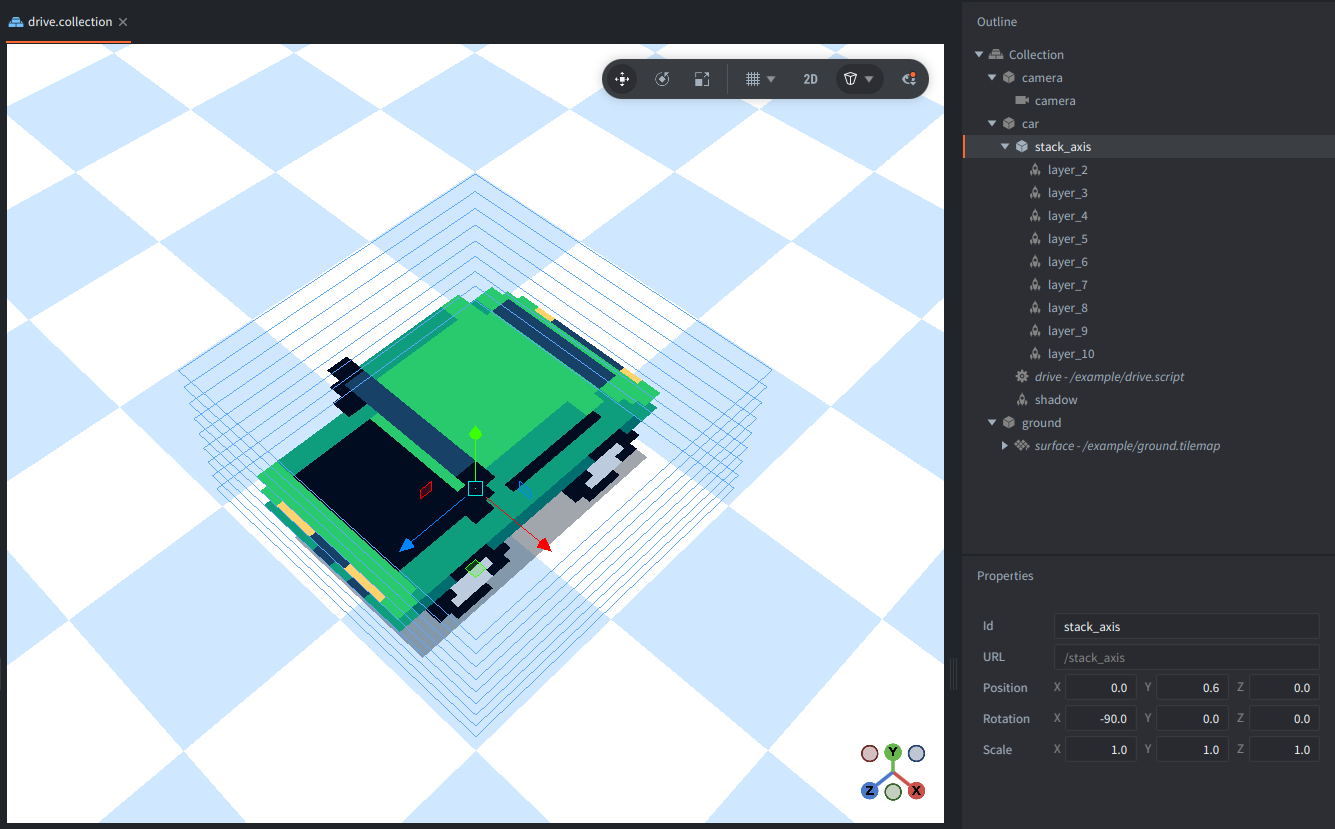 drive.collection
2D
Y
Z
X
Outline
Collection
camera
camera
car
stack_axis
layer_2
layer_3
layer_4
layer_5
layer_6
layer_7
layer_8
layer_9
layer_10
drive - /example/drive.script
shadow
ground
surface - /example/ground.tilemap
Properties
Id stack_axis
URL /stack_axis
Position X 0.0 Y 0.6 Z 0.0
Rotation X -90.0 Y 0.0 Z 0.0
Scale X 1.0 Y 1.0 Z 1.0